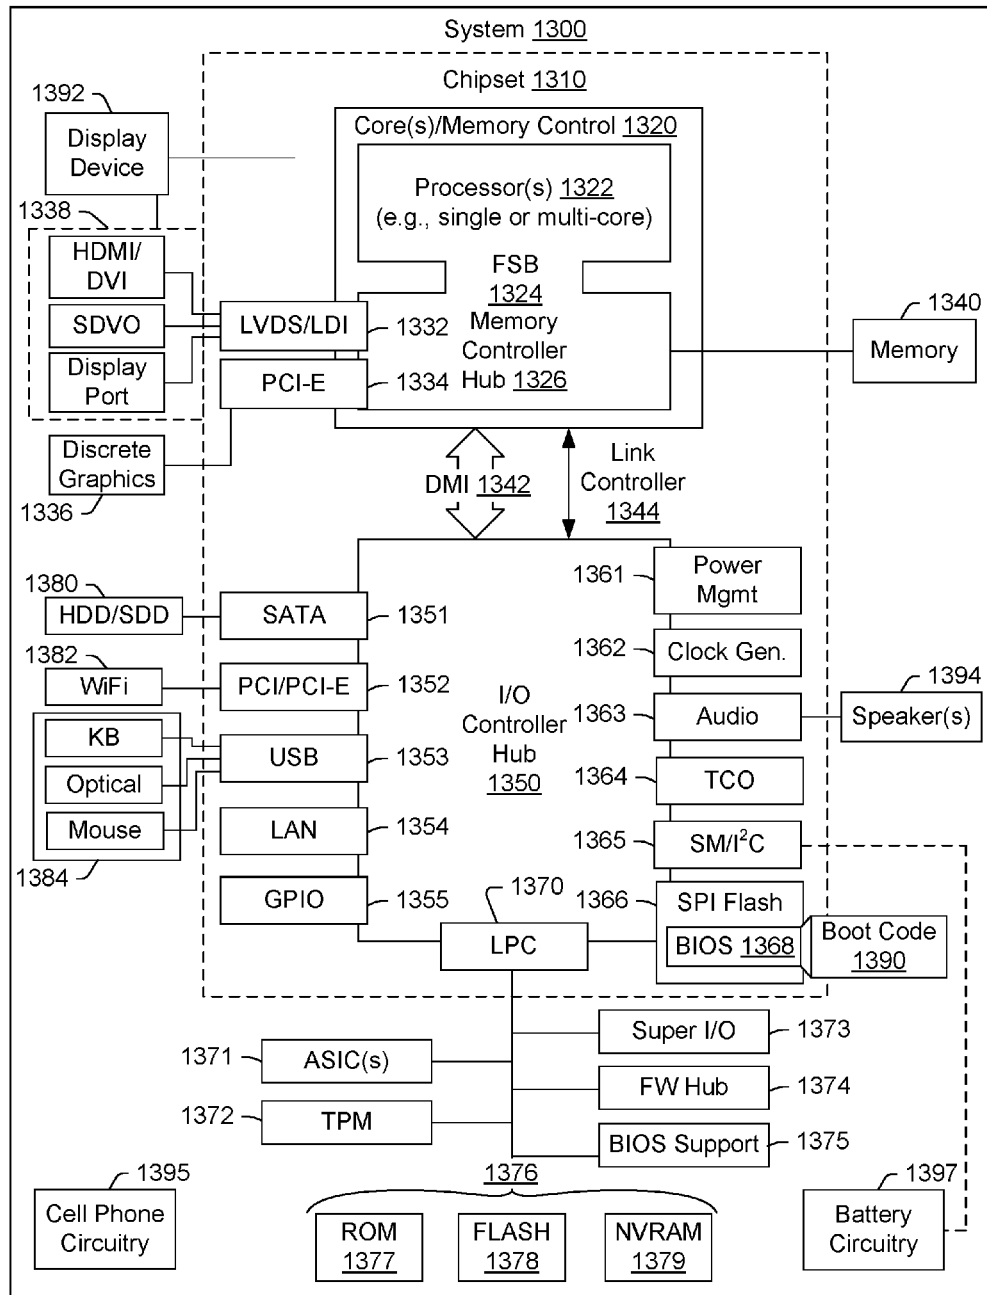 System 1300
Chipset 1310
1392
Display
Device
Core(s)/Memory Control 1320
Processor(s) 1322
(e.g., single or multi-core)
1338
HDMI/
DVI
SDVO
Display
Port
FSB
1324
Memory
Controller
Hub 1326
LVDS/LDI
1332
PCI-E
1334
1340
Memory
Discrete
Graphics
1336
DMI 1342
Link
Controller
1344
1380
HDD/SDD
SATA
1351
1382
WiFi
PCI/PCI-E
1352
KB
Optical
Mouse
1384
USB
1353
LAN
1354
GPIO
1355
I/O
Controller
Hub
1350
1361
Power
Mgmt
1362
Clock Gen.
1363
Audio
1394
Speaker(s)
1364
TCO
1365
SM/I²C
1366
SPI Flash
BIOS 1368
Boot Code
1390
1370
LPC
1371
ASIC(s)
1372
TPM
Super I/O
1373
FW Hub
1374
BIOS Support
1375
1376
ROM
1377
FLASH
1378
NVRAM
1379
1395
Cell Phone
Circuitry
1397
Battery
Circuitry